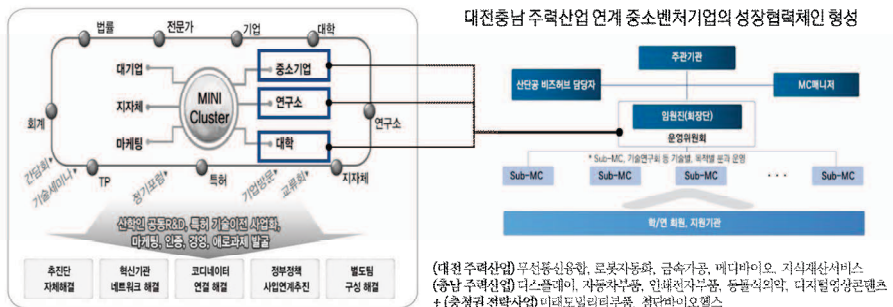 대전충남 주력산업 연계 중소벤처기업의 성장협력체인 형성
법률
전문가
기업
대학
대기업
중소기업
지자체
MINI
Cluster
연구소
마케팅
대학
회계
연구소
간담회
기술세미나
TP
정기포럼
특허
기업방문
교류회
지자체
산학연 공동R&D, 특허 기술이전 사업화,
마케팅, 인증, 경영, 애로과제 발굴
추진단
자체해결
혁신기관
네트워크 해결
코디네이터
연결 해결
정부정책
사업연계추진
별도팀
구성 해결
주관기관
산단공 비즈허브 담당자
MC매니저
임원진(회장단)
운영위원회
* Sub-MC, 기술연구회 등 기술별, 목적별 분과 운영
Sub-MC
Sub-MC
Sub-MC
· · ·
Sub-MC
학/연 회원, 지원기관
(대전 주력산업) 무선통신융합, 로봇자동화, 금속가공, 메디바이오, 지식재산서비스
(충남 주력산업) 디스플레이, 자동차부품, 인쇄전자부품, 동물식의약, 디지털영상콘텐츠
+ (충청권 전략사업) 미래모빌리티부품, 첨단바이오헬스